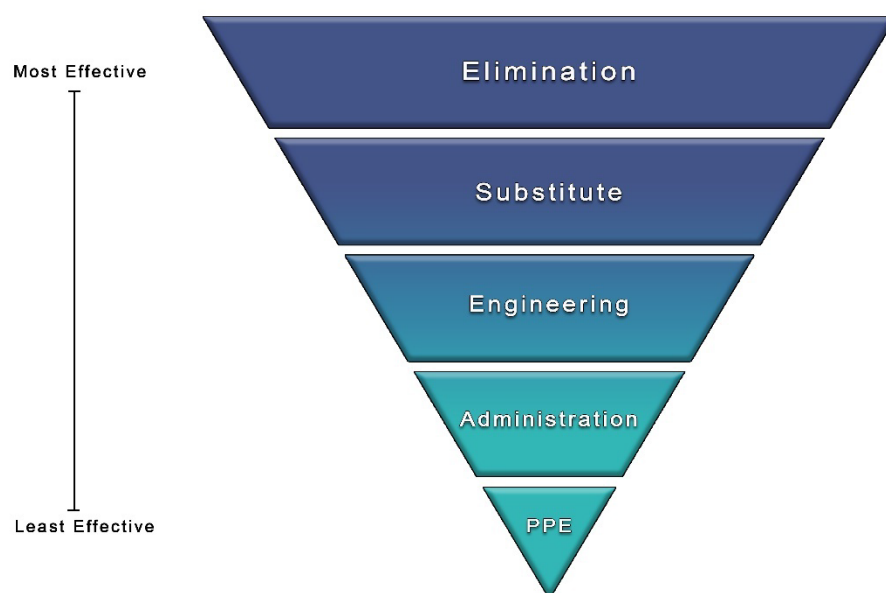 Elimination
Most Effective
Substitute
Engineering
Administration
PPE
Least Effective